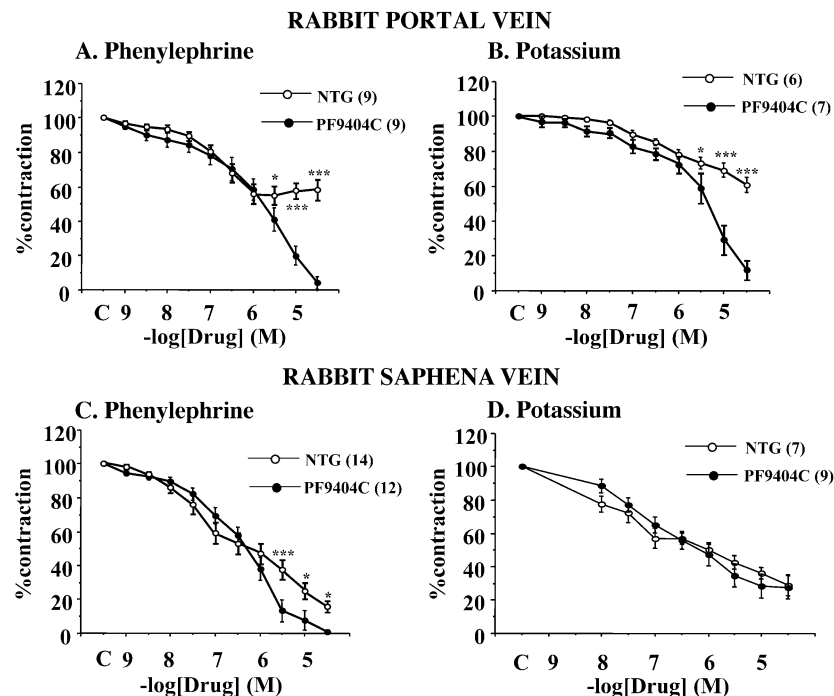 RABBIT PORTAL VEIN
A. Phenylephrine
NTG (9)
PF9404C (9)
%contraction
120
100
80
60
40
20
0
* ***
***
C 9 8 7 6 5
-log[Drug] (M)
B. Potassium
NTG (6)
PF9404C (7)
%contraction
120
100
80
60
40
20
0
* *** ***
C 9 8 7 6 5
-log[Drug] (M)
RABBIT SAPHENA VEIN
C. Phenylephrine
NTG (14)
PF9404C (12)
%contraction
120
100
80
60
40
20
0
*** * *
C 9 8 7 6 5
-log[Drug] (M)
D. Potassium
NTG (7)
PF9404C (9)
%contraction
120
100
80
60
40
20
0
C 9 8 7 6 5
-log[Drug] (M)